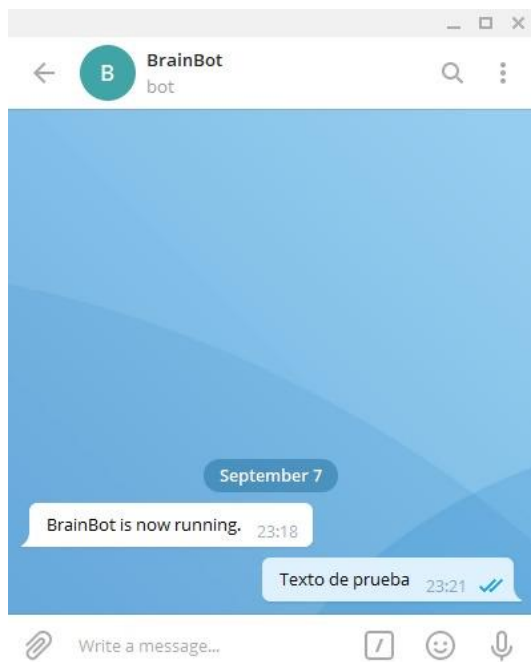 B
BrainBot
bot
September 7
BrainBot is now running. 23:18
Texto de prueba 23:21
Write a message...
/